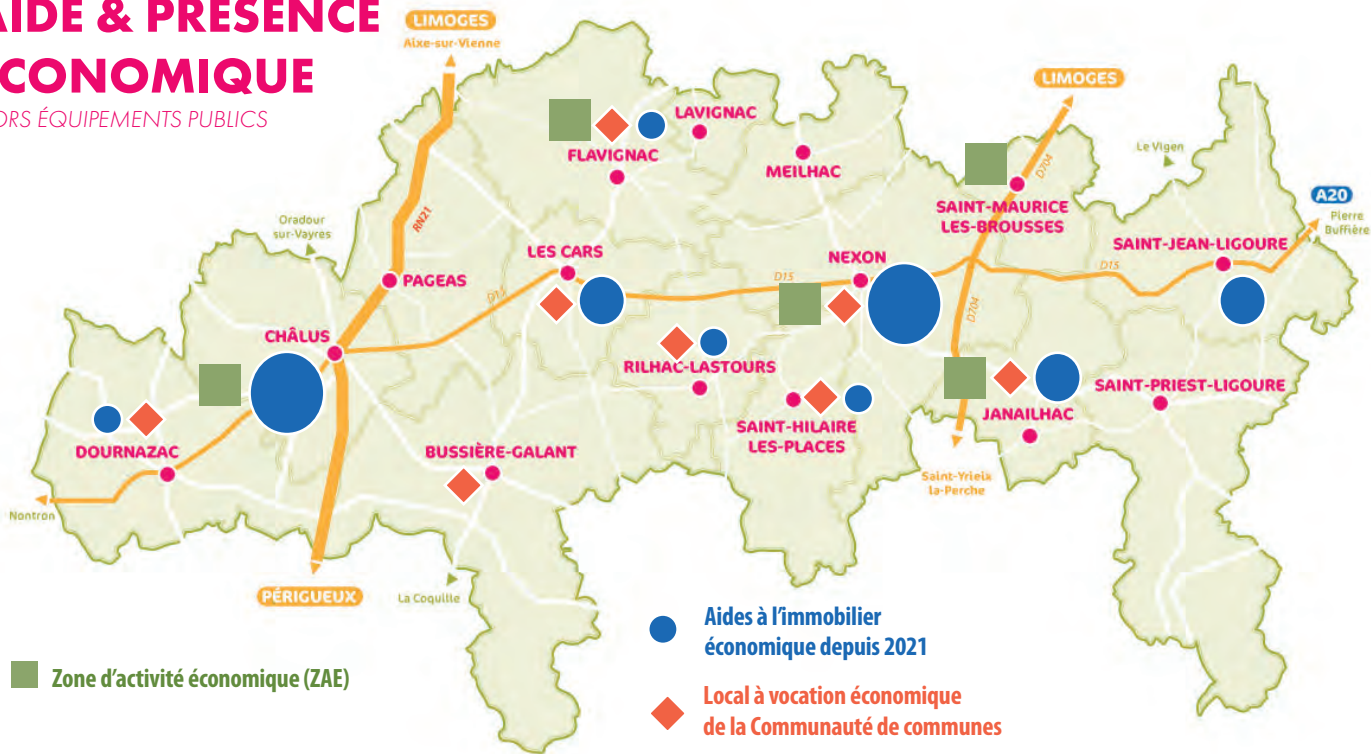 AIDE & PRÉSENCE
CONOMIQUE
ORS ÉQUIPEMENTS PUBLICS
LIMOGES
Aixe-sur-Vienne
LIMOGES
LAVIGNAC
FLAVIGNAC
MEILHAC
Le Vigen
D704
SAINT-MAURICE
LES-BROUSSES
A20
Pierre
Buffière
Oradour
sur-Vayres
RN21
LES CARS
NEXON
SAINT-JEAN-LIGOURE
PAGEAS
D15
D15
D704
CHÂLUS
RILHAC-LASTOURS
SAINT-PRIEST-LIGOURE
JANAILHAC
SAINT-HILAIRE
LES-PLACES
DOURNAZAC
BUSSIÈRE-GALANT
Saint-Yrieix
la-Perche
Nontron
PÉRIGUEUX
La Coquille
Aides à l'immobilier
économique depuis 2021
Zone d'activité économique (ZAE)
Local à vocation économique
de la Communauté de communes